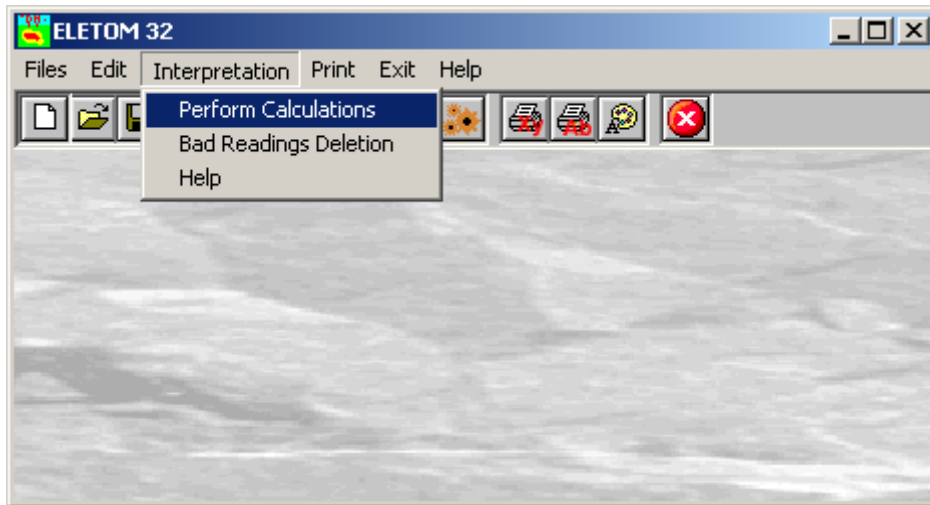 ELETOM 32
Files Edit Interpretation Print Exit Help
Perform Calculations
Bad Readings Deletion
Help